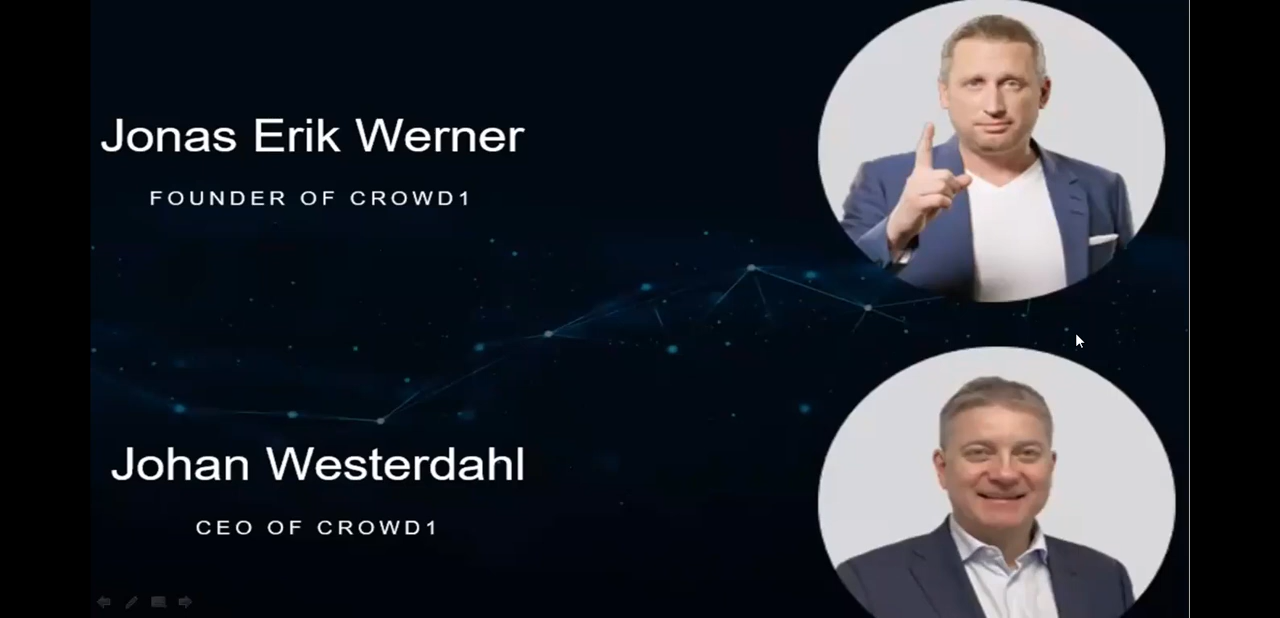 Jonas Erik Werner
FOUNDER OF CROWD1
Johan Westerdahl
CEO OF CROWD1